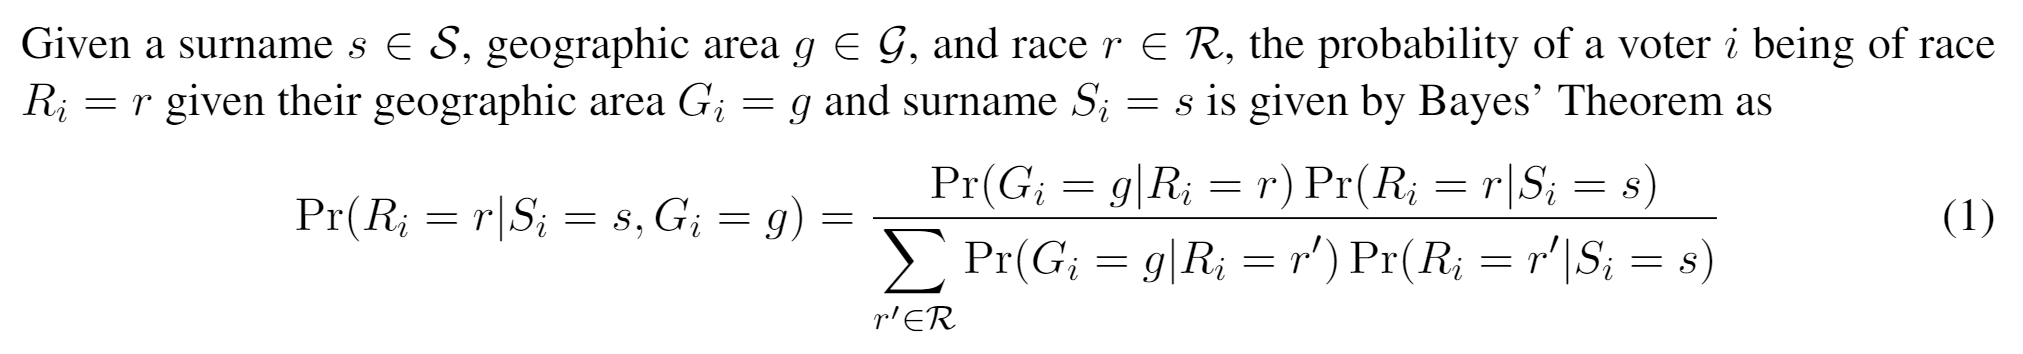 Given a surname s ∈ 𝒮, geographic area g ∈ 𝒢, and race r ∈ ℛ, the probability of a voter i being of race
R_i = r given their geographic area G_i = g and surname S_i = s is given by Bayes’ Theorem as
Pr(R_i = r|S_i = s, G_i = g) = \frac{Pr(G_i = g|R_i = r) Pr(R_i = r|S_i = s)}{\sum_{r′∈ℛ} Pr(G_i = g|R_i = r′) Pr(R_i = r′|S_i = s)} (1)